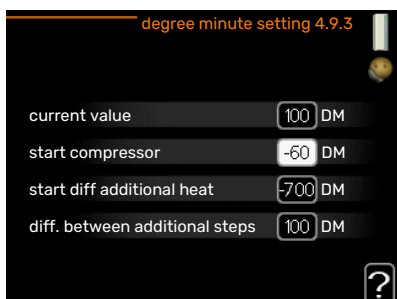 degree minute setting 4.9.3
current value 100 DM
start compressor -60 DM
start diff additional heat -700 DM
diff. between additional steps 100 DM
?